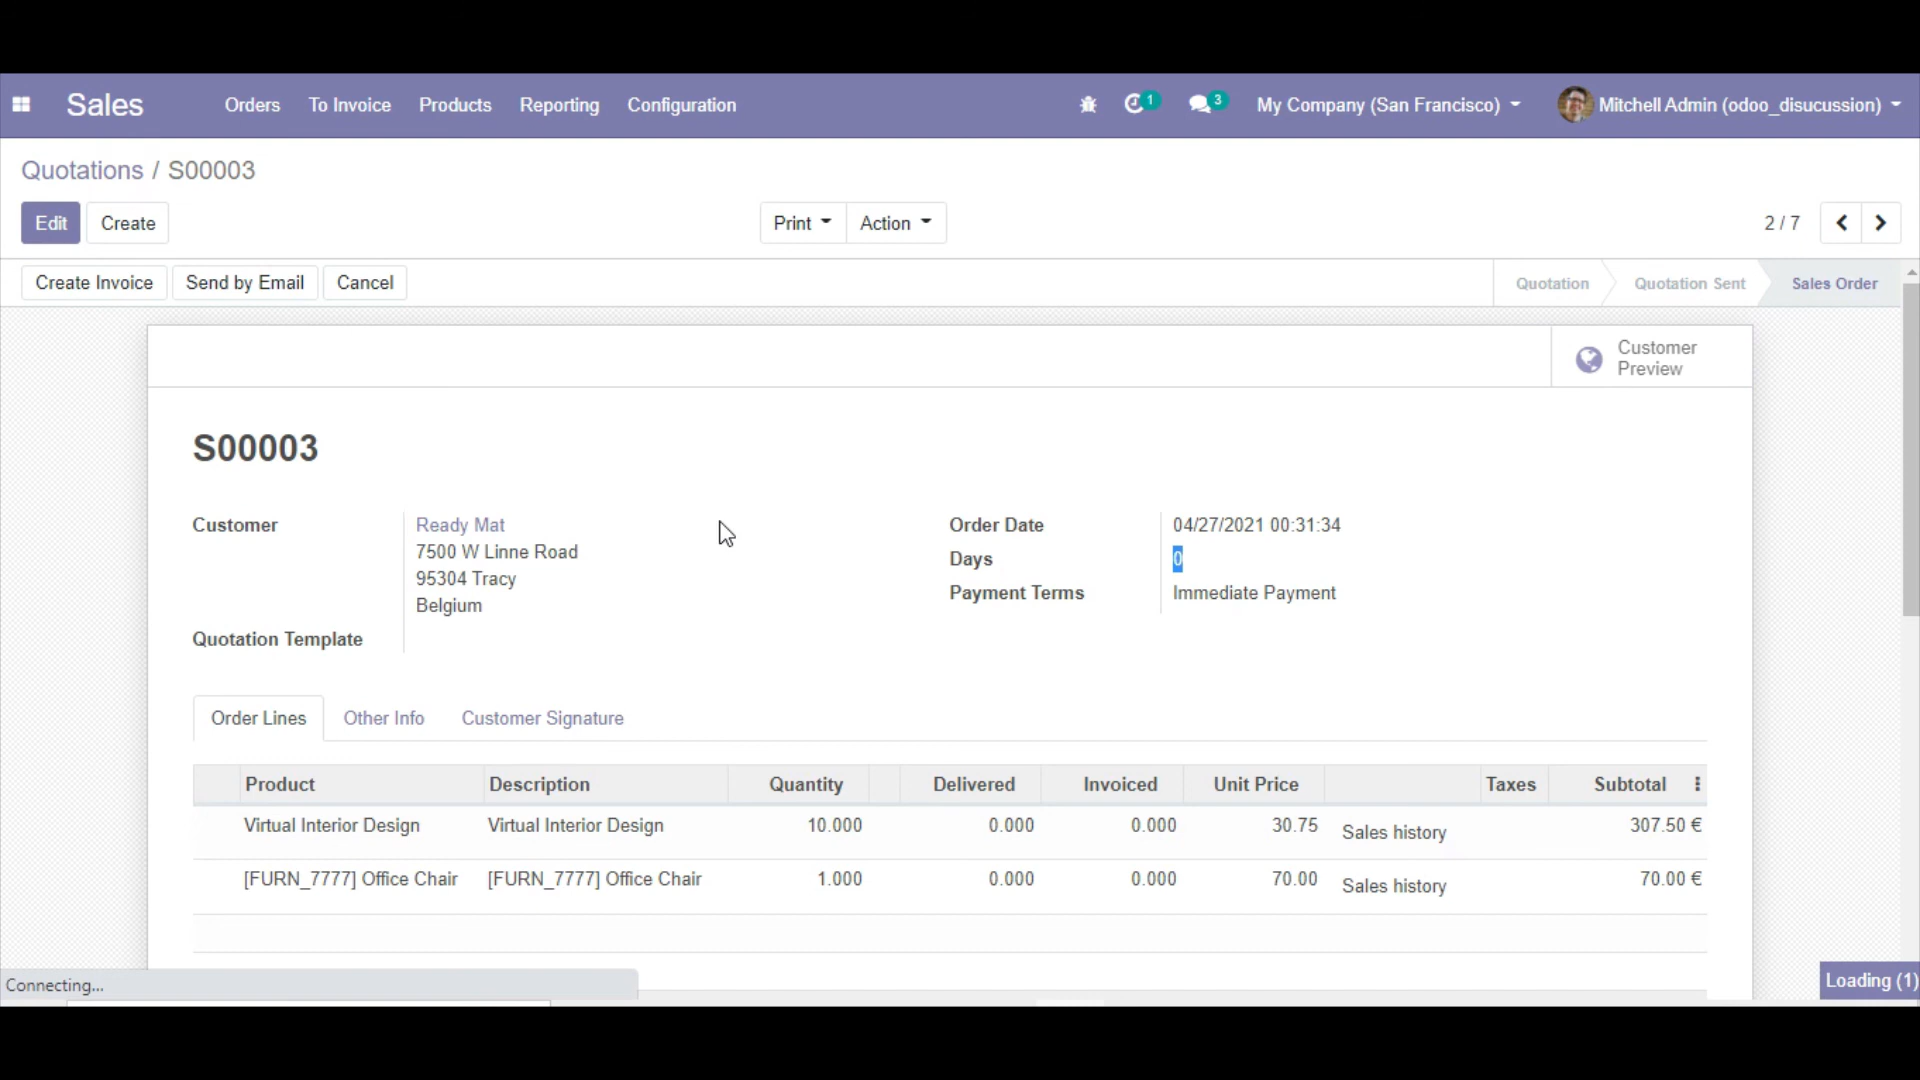 Sales Orders To Invoice Products Reporting Configuration 1 3 My Company (San Francisco) Mitchell Admin (odoo_disucussion)
Quotations / S00003
Edit Create Print Action 2 / 7
Create Invoice Send by Email Cancel Quotation Quotation Sent Sales Order
Customer
Preview
S00003
Customer Ready Mat Order Date 04/27/2021 00:31:34
7500 W Linne Road Days 0
95304 Tracy Payment Terms Immediate Payment
Belgium
Quotation Template
Order Lines Other Info Customer Signature
Product Description Quantity Delivered Invoiced Unit Price Taxes Subtotal
Virtual Interior Design Virtual Interior Design 10.000 0.000 0.000 30.75 Sales history 307.50 €
[FURN_7777] Office Chair [FURN_7777] Office Chair 1.000 0.000 0.000 70.00 Sales history 70.00 €
Connecting... Loading (1)